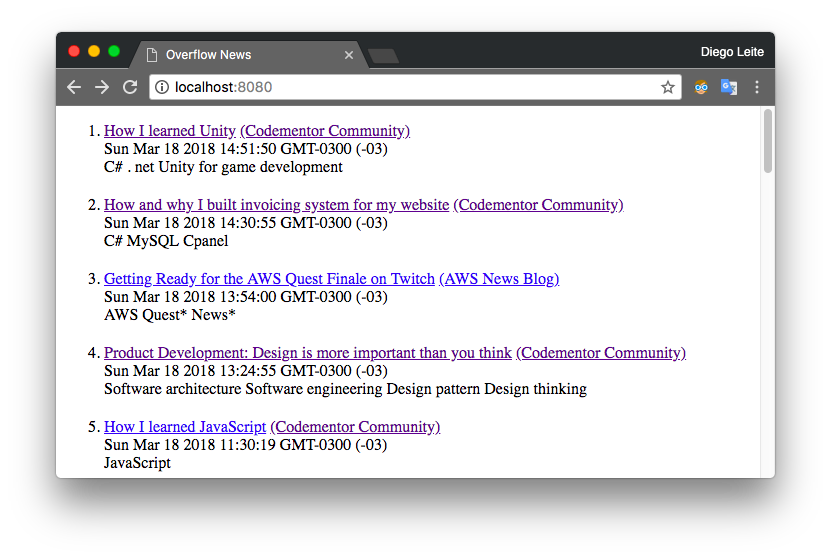 Overflow News
Diego Leite
localhost:8080
1. How I learned Unity (Codementor Community)
Sun Mar 18 2018 14:51:50 GMT-0300 (-03)
C# . net Unity for game development
2. How and why I built invoicing system for my website (Codementor Community)
Sun Mar 18 2018 14:30:55 GMT-0300 (-03)
C# MySQL Cpanel
3. Getting Ready for the AWS Quest Finale on Twitch (AWS News Blog)
Sun Mar 18 2018 13:54:00 GMT-0300 (-03)
AWS Quest* News*
4. Product Development: Design is more important than you think (Codementor Community)
Sun Mar 18 2018 13:24:55 GMT-0300 (-03)
Software architecture Software engineering Design pattern Design thinking
5. How I learned JavaScript (Codementor Community)
Sun Mar 18 2018 11:30:19 GMT-0300 (-03)
JavaScript